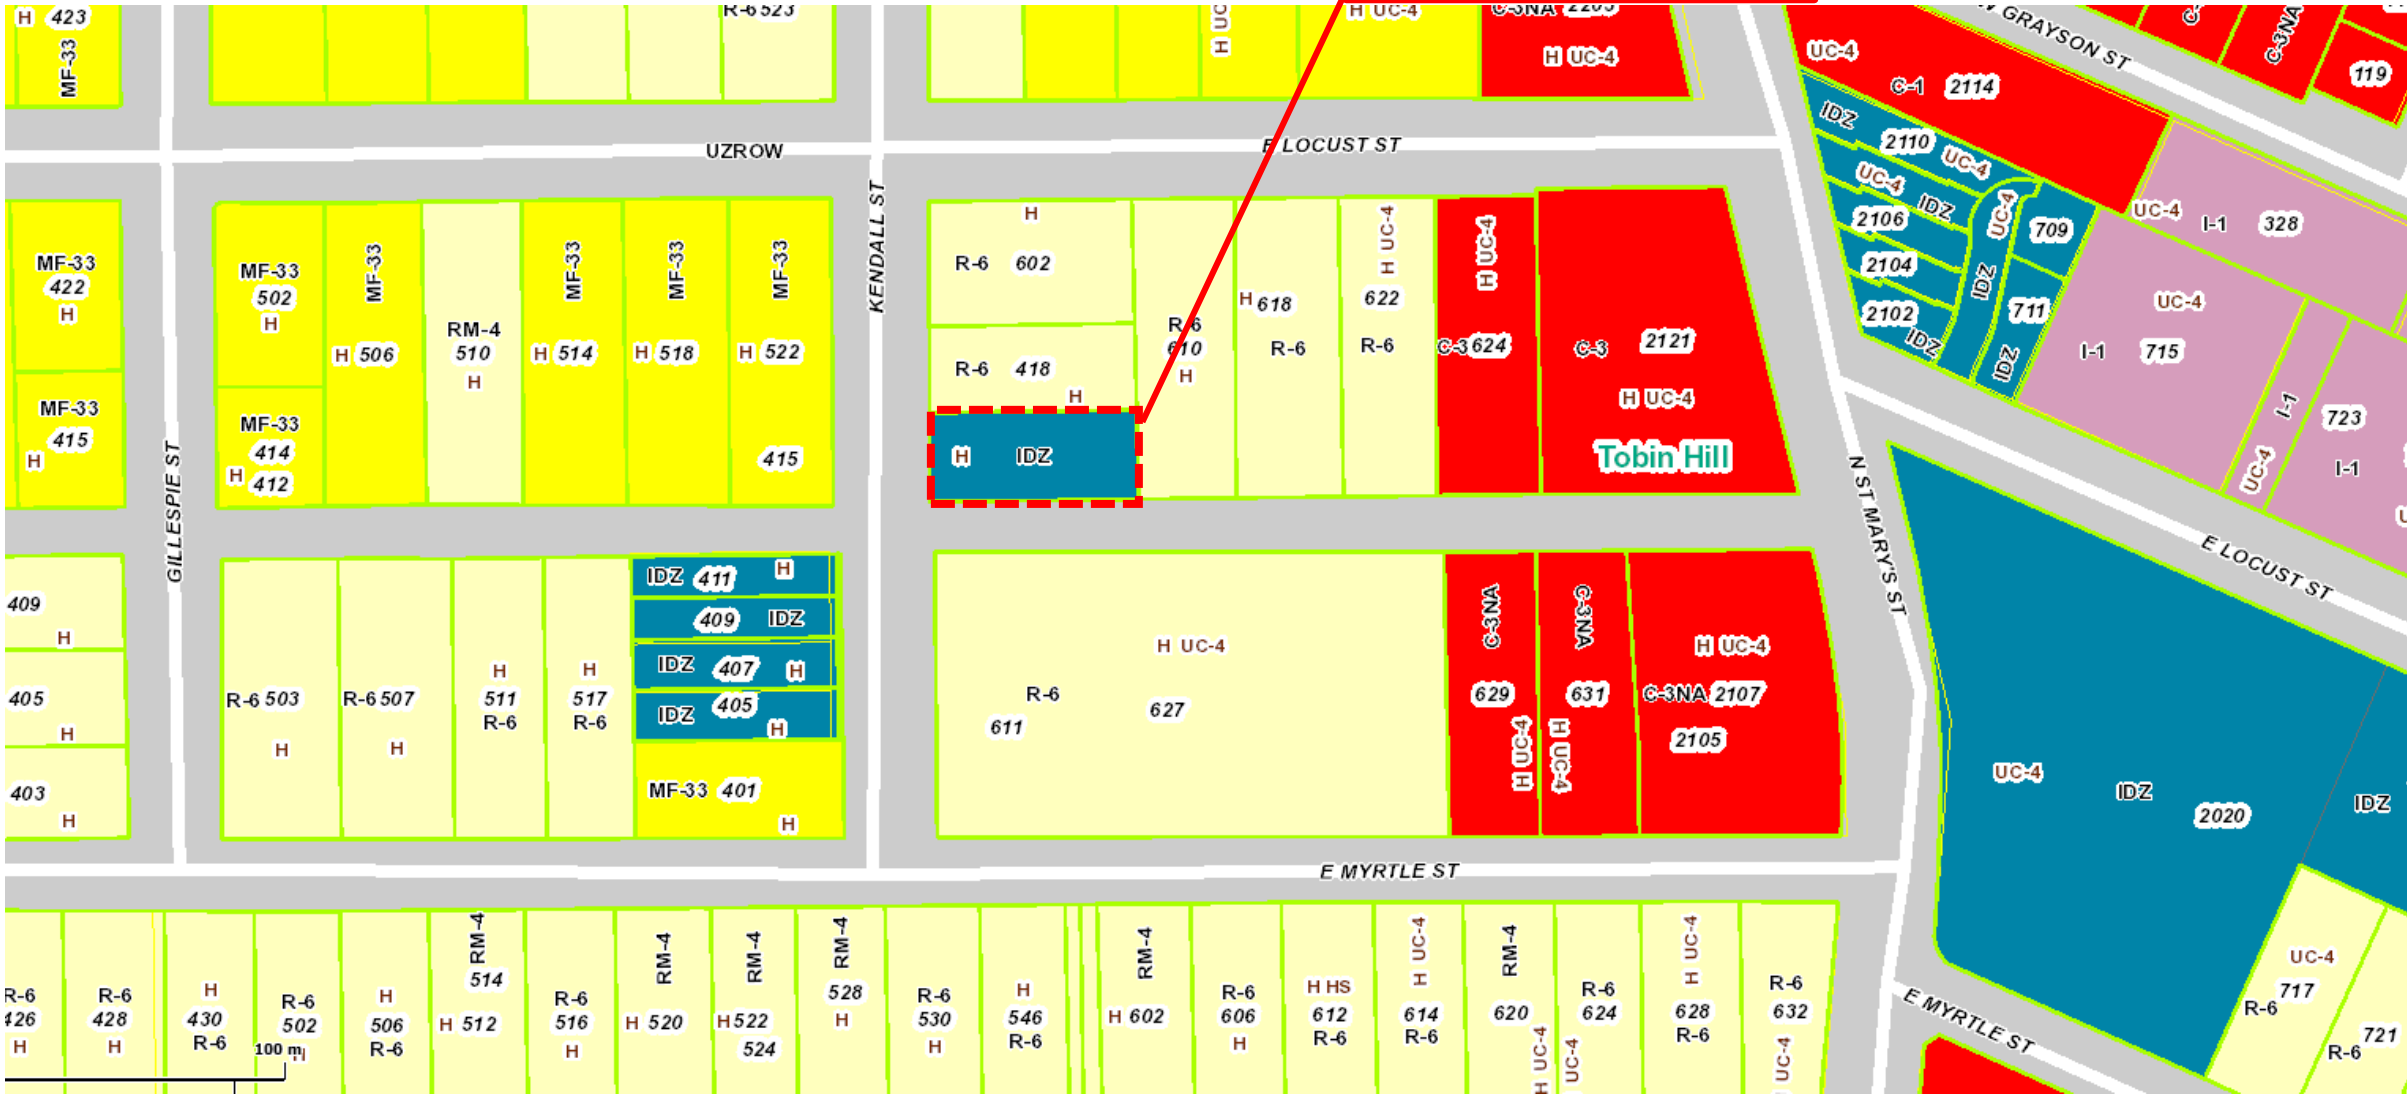 H 423
MF-33
R-6 523
H UC
H UC-4
C-3NA 2205
H UC-4
UC-4
C-1 2114
GRAYSON ST
C-3NA
119
UZROW
E LOCUST ST
KENDALL ST
GILLESPIE ST
N ST MARY'S ST
MF-33
422
H
MF-33
415
H
MF-33
502
H
MF-33
414
H 412
MF-33
H 506
RM-4
510
H
MF-33
H 514
MF-33
H 518
MF-33
H 522
415
H
R-6 602
R-6 418
H
H IDZ
R-6
610
H
H 618
R-6
H UC-4
622
R-6
H UC-4
C-3 624
C-3 2121
H UC-4
Tobin Hill
IDZ
2110 UC-4
UC-4
2106 IDZ
2104
2102
IDZ
UC-4
IDZ
709
711
IDZ
UC-4 I-1 328
UC-4
I-1 715
I-1
UC-4
723
I-1
E LOCUST ST
409
H
405
H
403
H
R-6 503
H
R-6 507
H
H
511
R-6
H
517
R-6
IDZ 411 H
409 IDZ
IDZ 407 H
IDZ 405
H
MF-33 401
H
H UC-4
R-6
611
627
C-3NA
629
H UC-4
C-3NA
631
H UC-4
H UC-4
C-3NA 2107
2105
UC-4
IDZ
2020
IDZ
E MYRTLE ST
R-6
426
H
R-6
428
H
H
430
R-6
R-6
502
H
100 m
H
506
R-6
RM-4
514
H 512
R-6
516
H
RM-4
H 520
RM-4
H 522
524
RM-4
528
H
R-6
530
H
H
546
R-6
RM-4
H 602
R-6
606
H
H HS
612
R-6
H UC-4
614
R-6
RM-4
620
H UC-4
R-6
624
UC-4
H UC-4
628
R-6
R-6
632
UC-4
E MYRTLE ST
UC-4
717
R-6
721
R-6